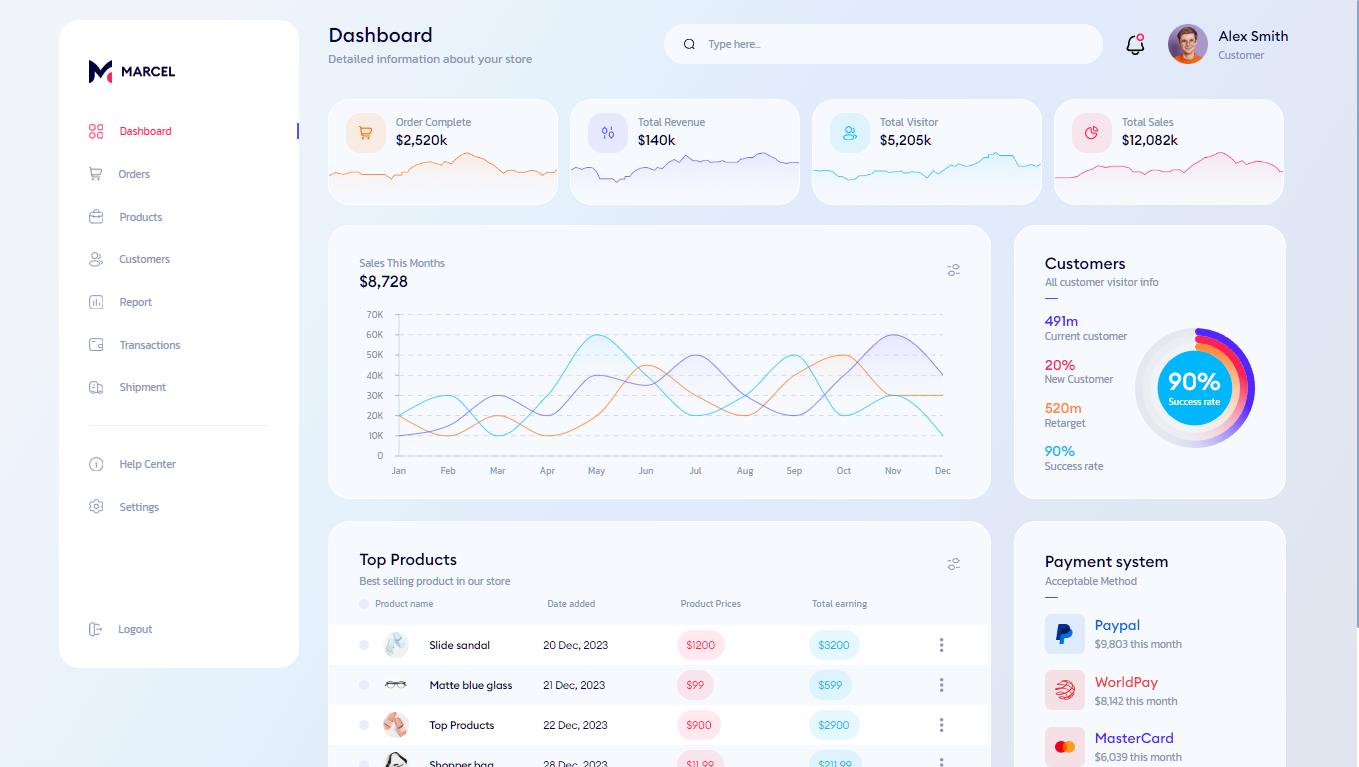 MARCEL
Dashboard
Orders
Products
Customers
Report
Transactions
Shipment
Help Center
Settings
Logout
Dashboard
Detailed information about your store
Type here...
Alex Smith
Customer
Order Complete
$2,520k
Total Revenue
$140k
Total Visitor
$5,205k
Total Sales
$12,082k
Sales This Months
$8,728
70K
60K
50K
40K
30K
20K
10K
0
Jan Feb Mar Apr May Jun Jul Aug Sep Oct Nov Dec
Customers
All customer visitor info
491m
Current customer
20%
New Customer
520m
Retarget
90%
Success rate
90%
Success rate
Top Products
Best selling product in our store
Product name Date added Product Prices Total earning
Slide sandal 20 Dec, 2023 $1200 $3200
Matte blue glass 21 Dec, 2023 $99 $599
Top Products 22 Dec, 2023 $900 $2900
Shopper bag 28 Dec, 2023 $11.99 $211.99
Payment system
Acceptable Method
Paypal
$9,803 this month
WorldPay
$8,142 this month
MasterCard
$6,039 this month